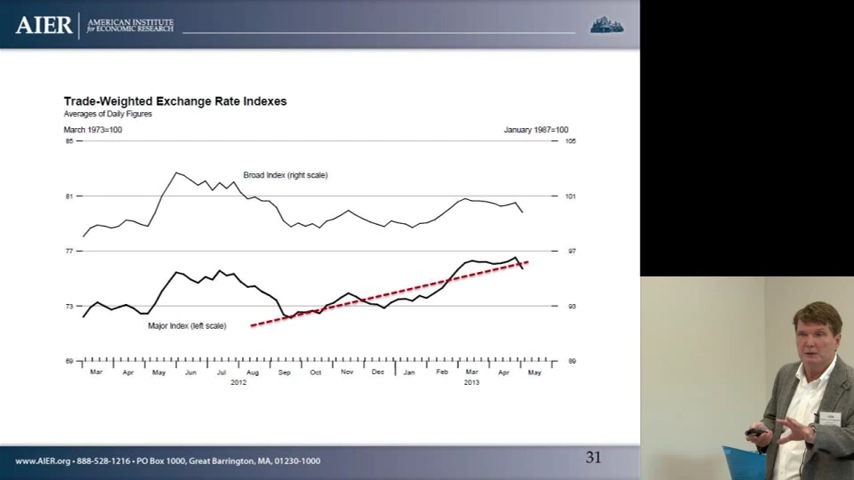 AIER
AMERICAN INSTITUTE
for ECONOMIC RESEARCH
Trade-Weighted Exchange Rate Indexes
Averages of Daily Figures
March 1973=100
January 1987=100
85
105
Broad Index (right scale)
81
101
77
97
73
93
Major Index (left scale)
69
89
Mar Apr May Jun Jul Aug Sep Oct Nov Dec Jan Feb Mar Apr May
2012 2013
www.AIER.org • 888-528-1216 • PO Box 1000, Great Barrington, MA, 01230-1000
31